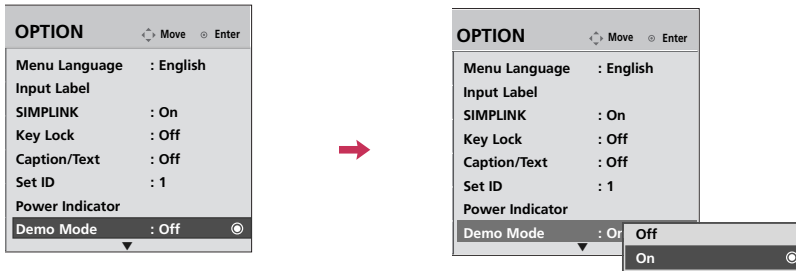 OPTION Move Enter
Menu Language : English
Input Label
SIMPLINK : On
Key Lock : Off
Caption/Text : Off
Set ID : 1
Power Indicator
Demo Mode : Off
OPTION Move Enter
Menu Language : English
Input Label
SIMPLINK : On
Key Lock : Off
Caption/Text : Off
Set ID : 1
Power Indicator
Demo Mode : On
Off
On